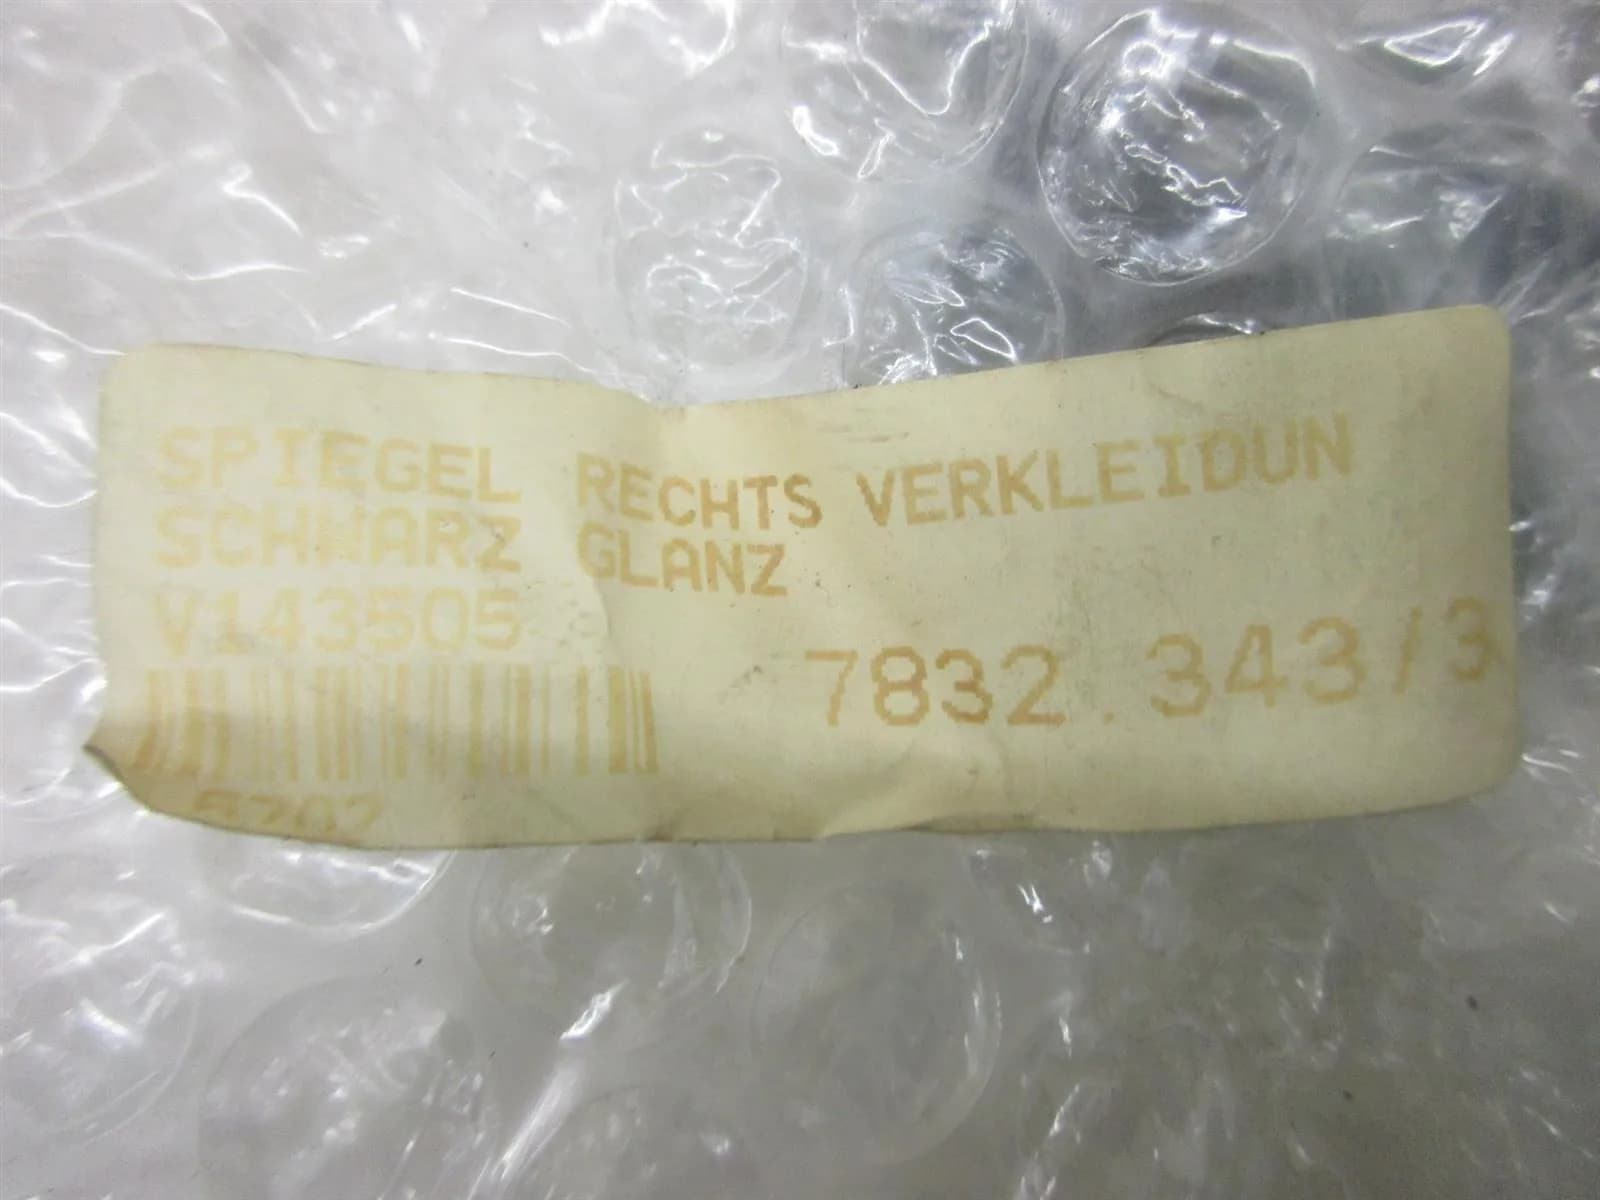 SPIEGEL RECHTS VERKLEIDUN
SCHWARZ GLANZ
V143505
7832.343/3